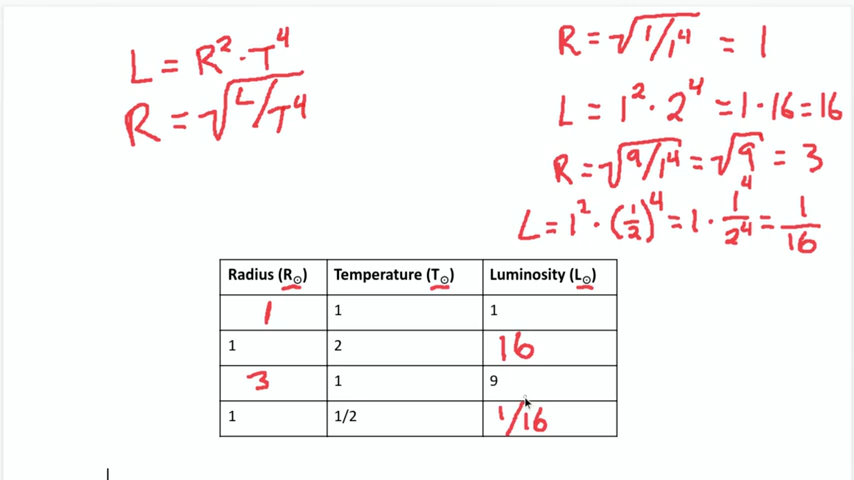 L = R² · T⁴
R = √L/T⁴
R = √1/1⁴ = 1
L = 1² · 2⁴ = 1 · 16 = 16
R = √9/1⁴ = √9 = 3
L = 1² · (1/2)⁴ = 1 · 1⁴/2⁴ = 1/16
Radius (R☉) Temperature (T☉) Luminosity (L☉)
1 1 1
1 2 16
3 1 9
1 1/2 1/16